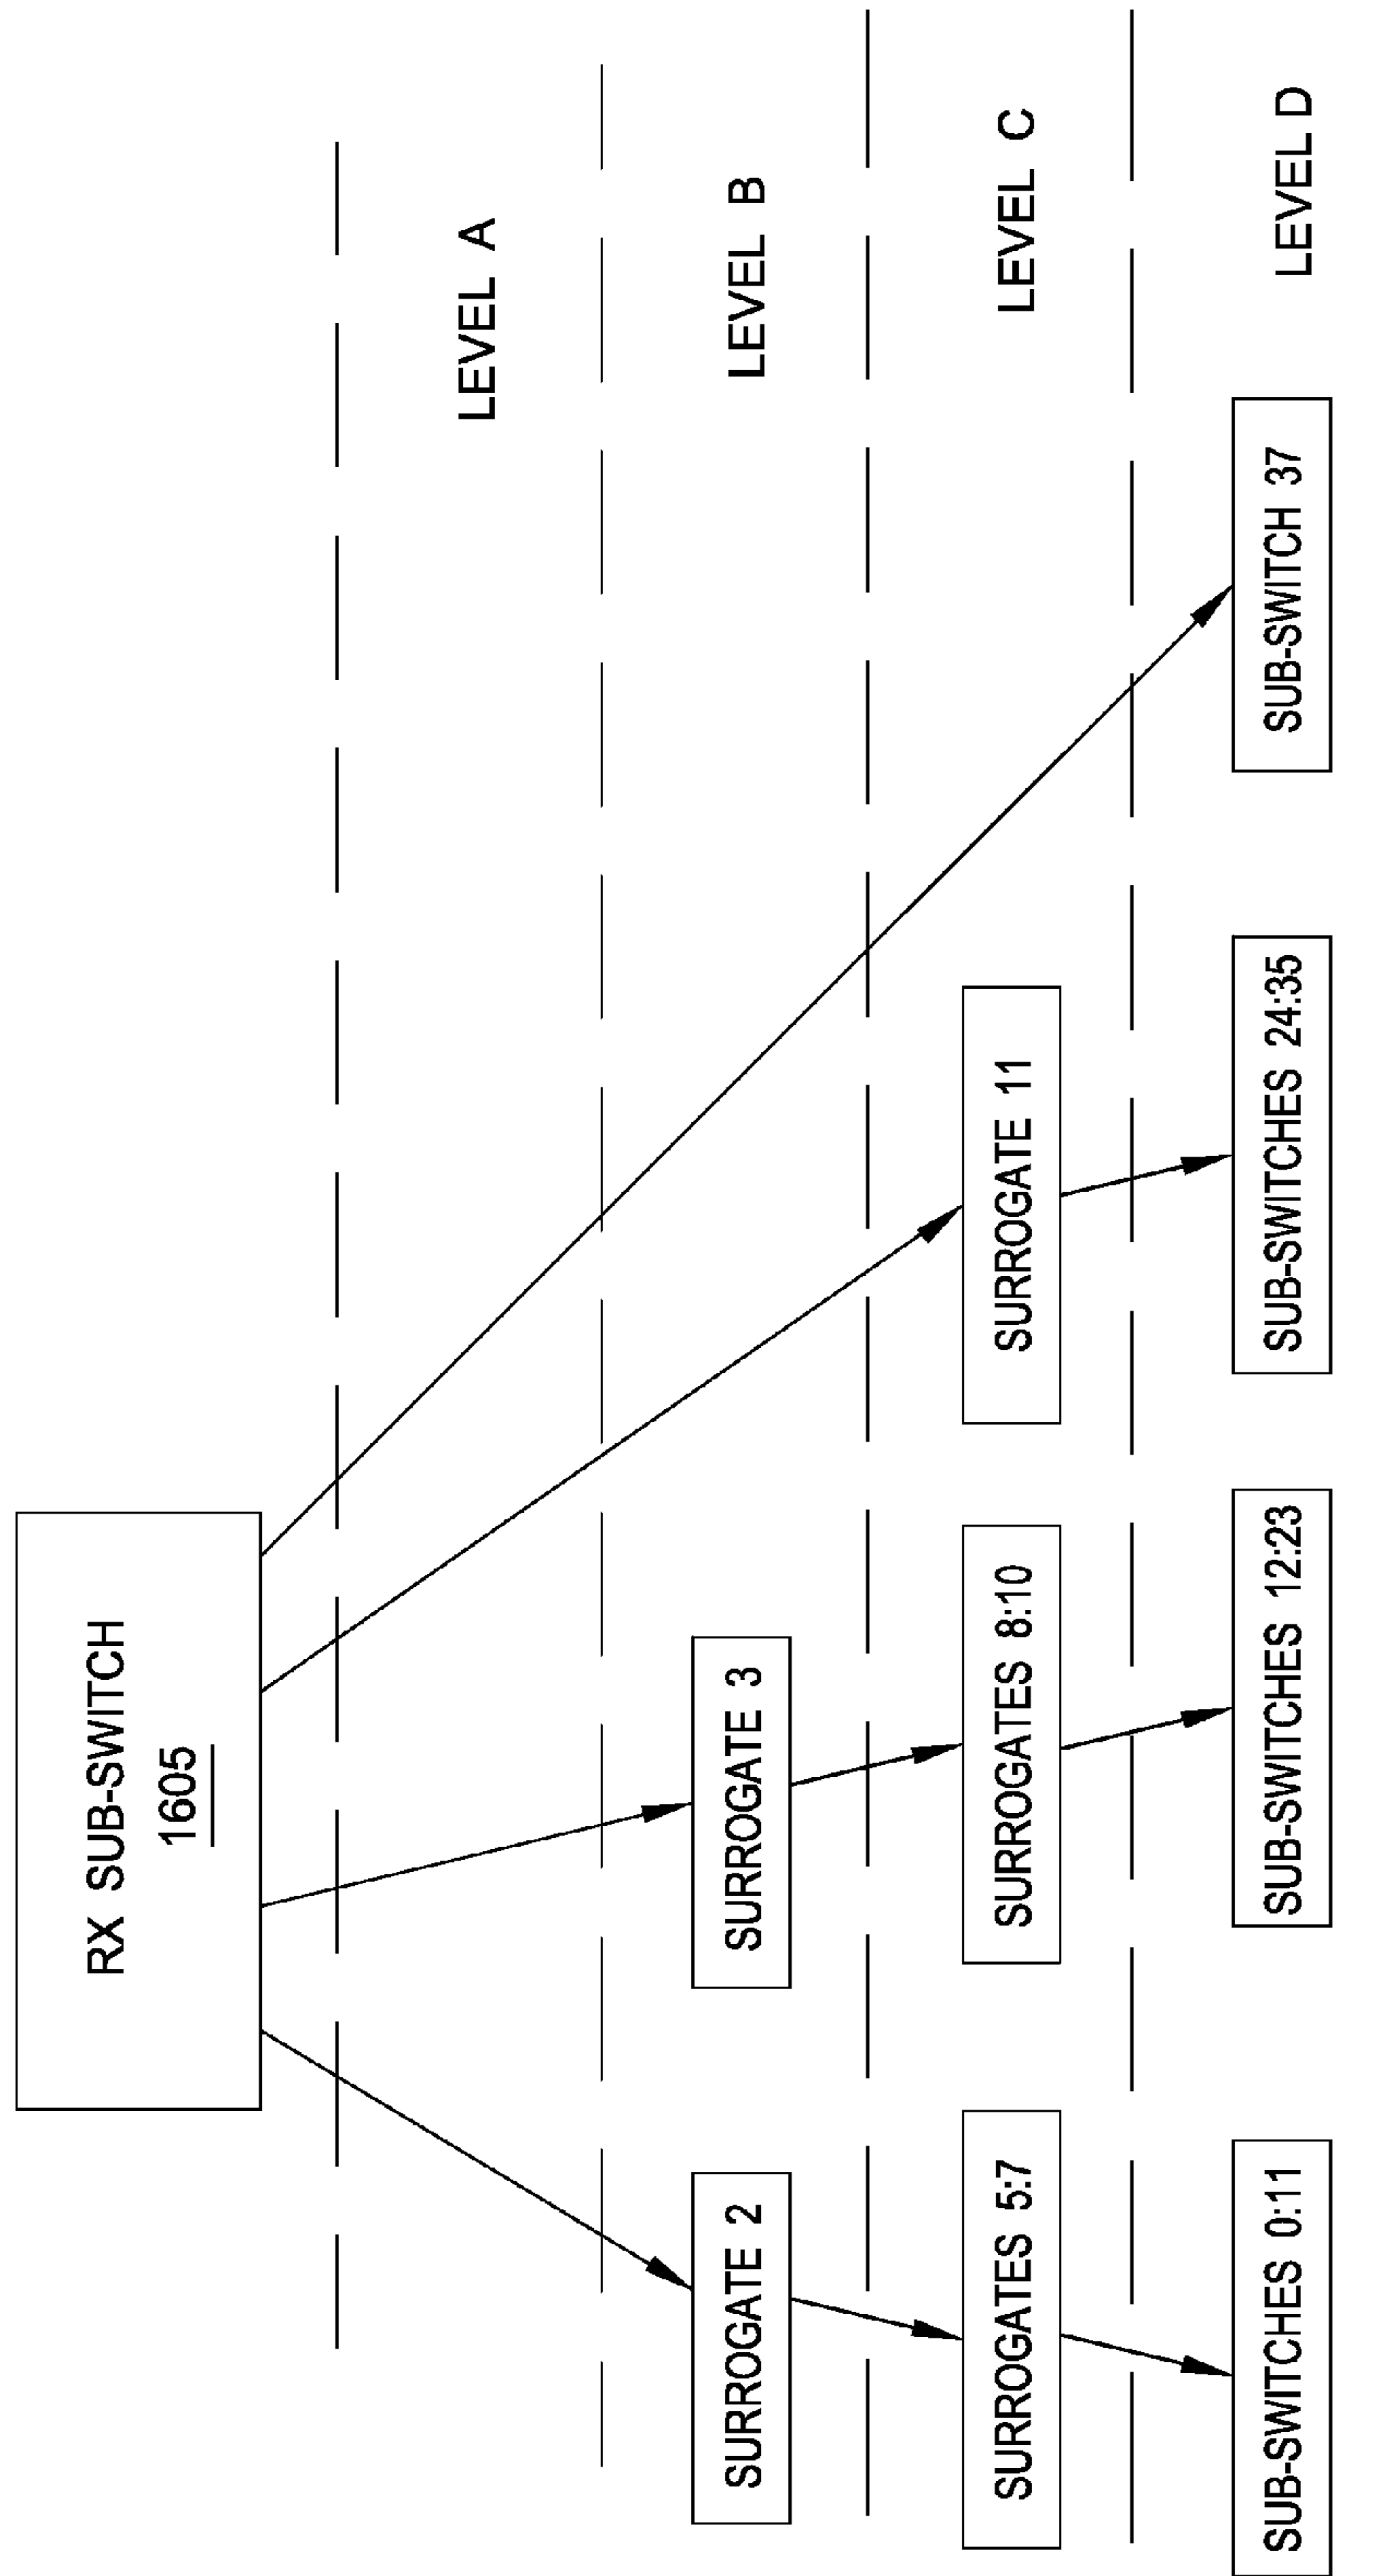 RX SUB-SWITCH
1605
LEVEL A
SURROGATE 2
SURROGATE 3
LEVEL B
SURROGATES 5:7
SURROGATES 8:10
SURROGATE 11
LEVEL C
SUB-SWITCHES 0:11
SUB-SWITCHES 12:23
SUB-SWITCHES 24:35
SUB-SWITCH 37
LEVEL D